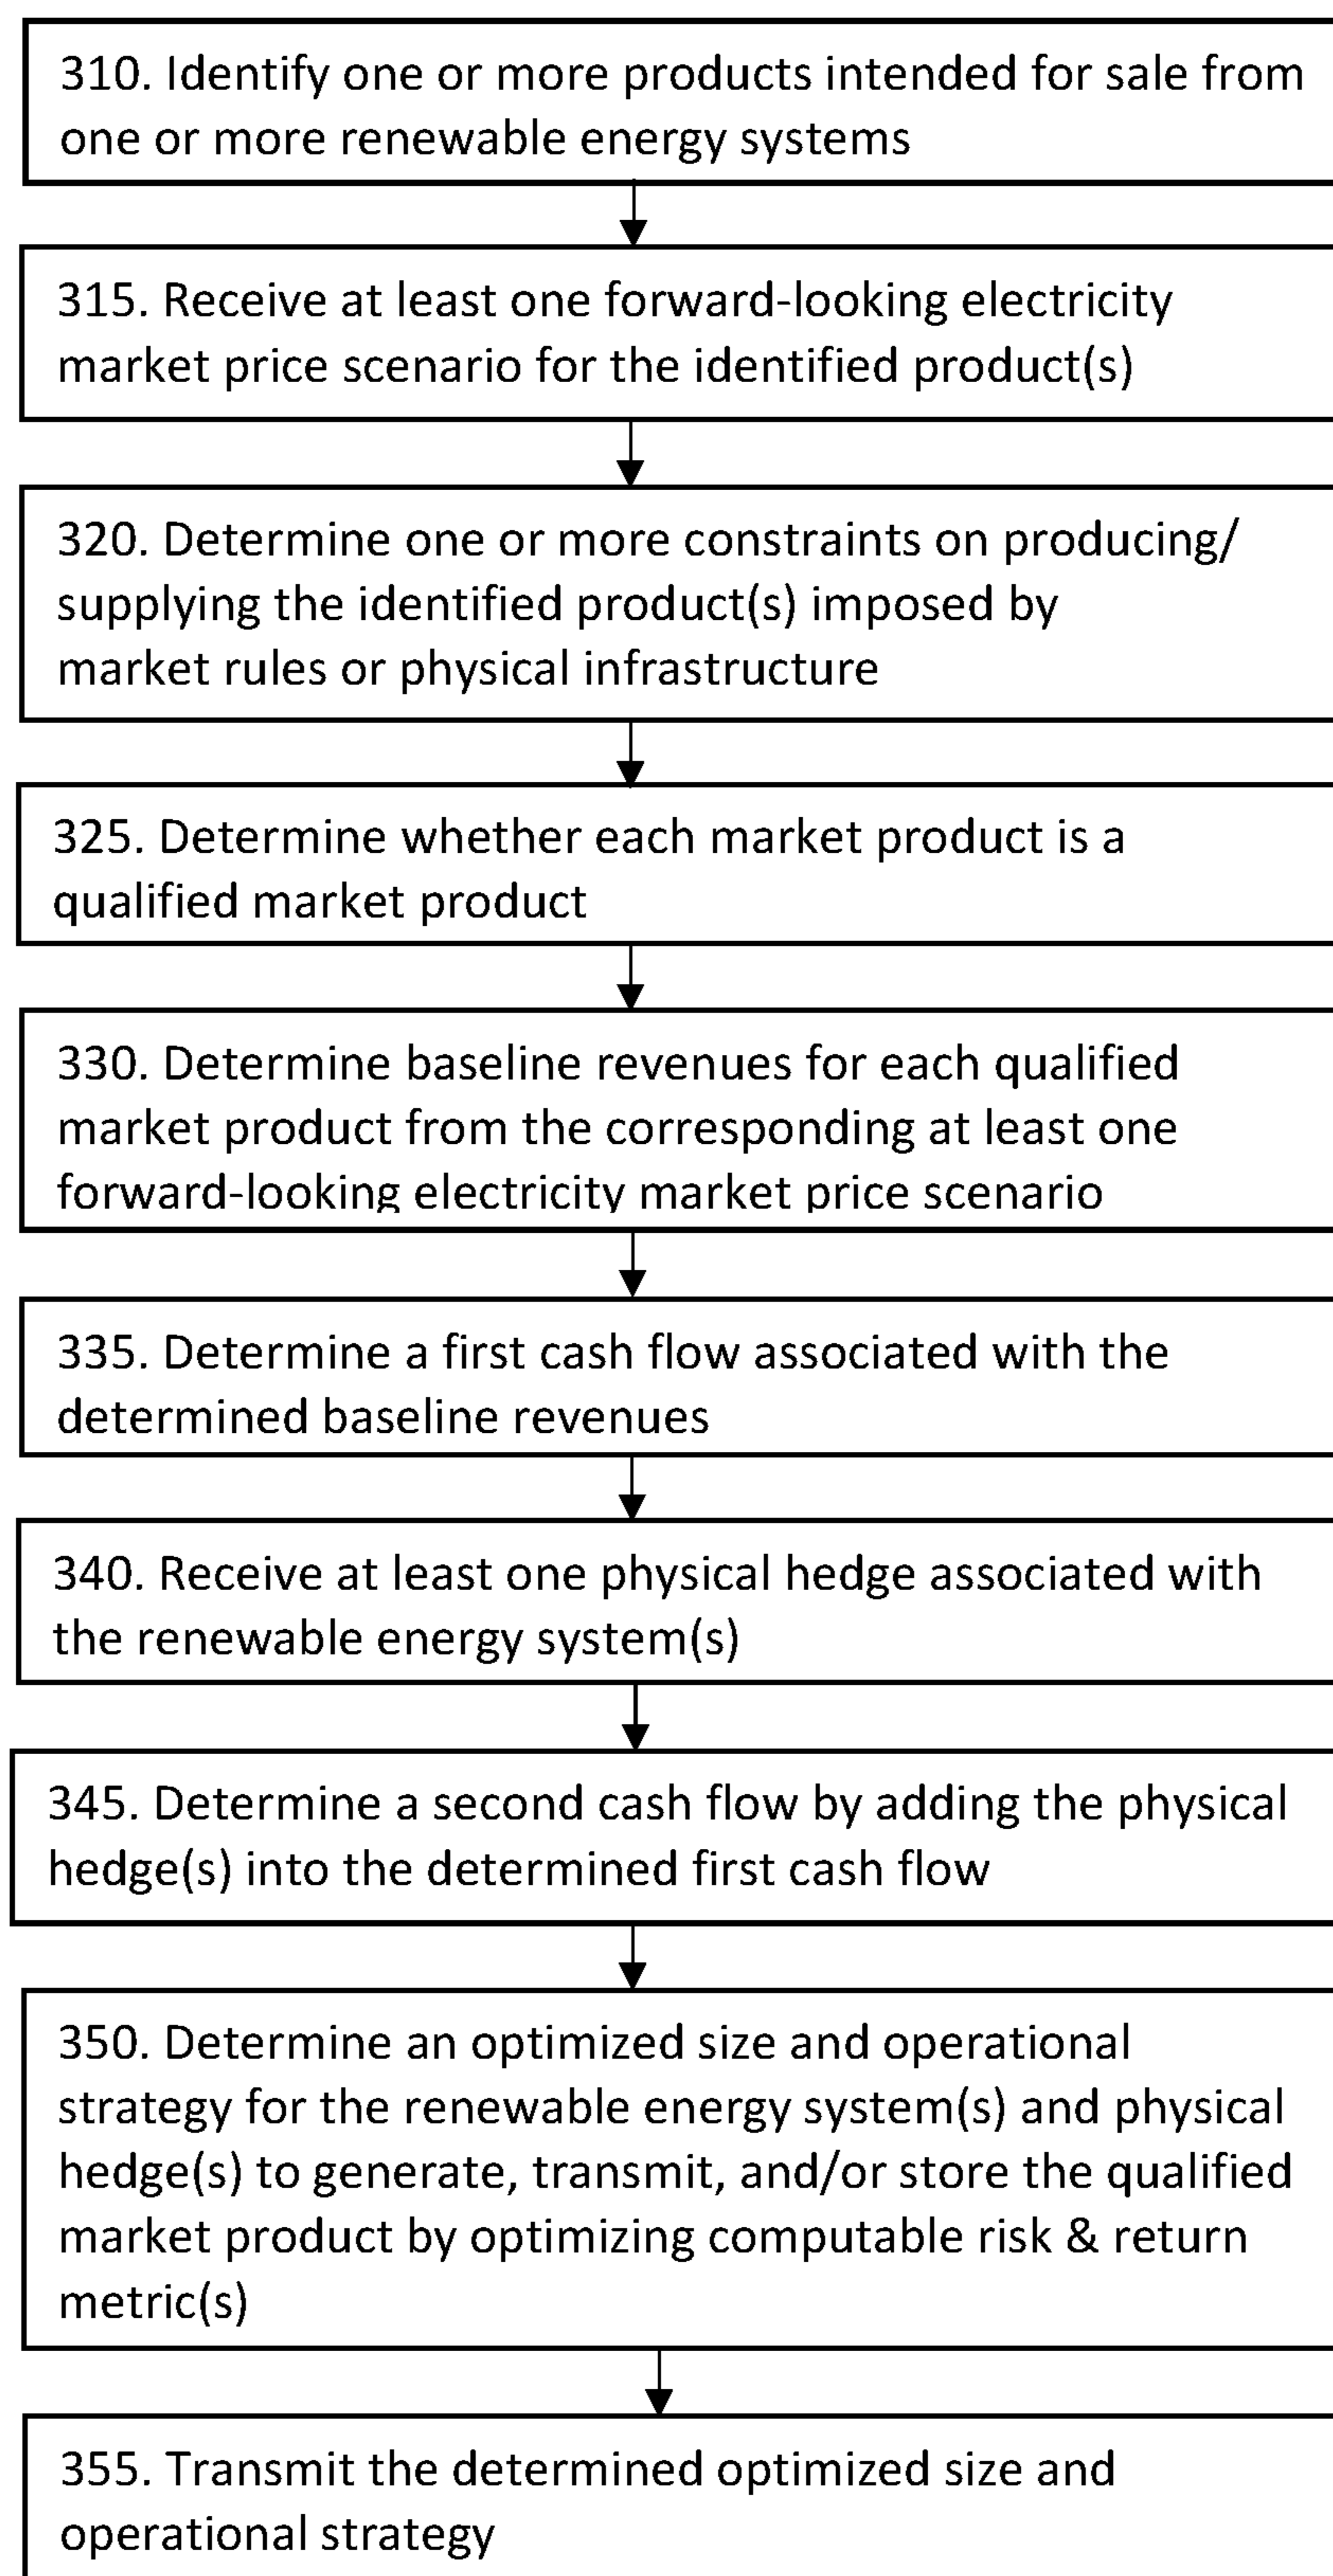 310. Identify one or more products intended for sale from
one or more renewable energy systems
315. Receive at least one forward-looking electricity
market price scenario for the identified product(s)
320. Determine one or more constraints on producing/
supplying the identified product(s) imposed by
market rules or physical infrastructure
325. Determine whether each market product is a
qualified market product
330. Determine baseline revenues for each qualified
market product from the corresponding at least one
forward-looking electricity market price scenario
335. Determine a first cash flow associated with the
determined baseline revenues
340. Receive at least one physical hedge associated with
the renewable energy system(s)
345. Determine a second cash flow by adding the physical
hedge(s) into the determined first cash flow
350. Determine an optimized size and operational
strategy for the renewable energy system(s) and physical
hedge(s) to generate, transmit, and/or store the qualified
market product by optimizing computable risk & return
metric(s)
355. Transmit the determined optimized size and
operational strategy